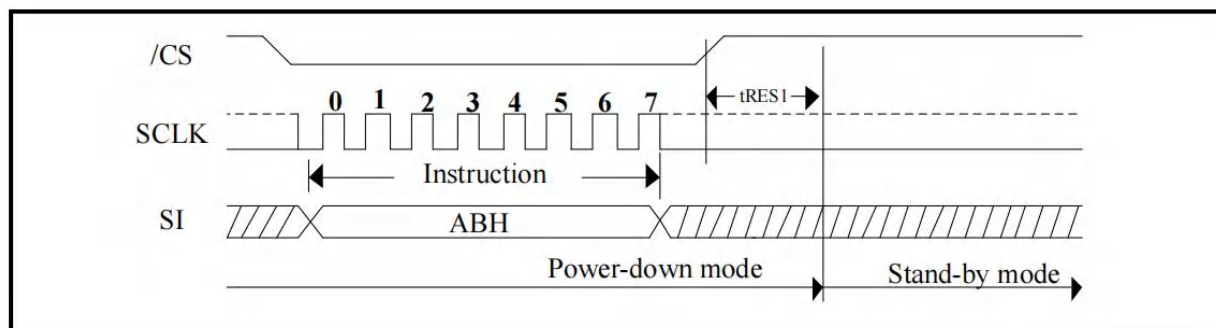 /CS
tRES1
0 1 2 3 4 5 6 7
SCLK
Instruction
SI
ABH
Power-down mode
Stand-by mode